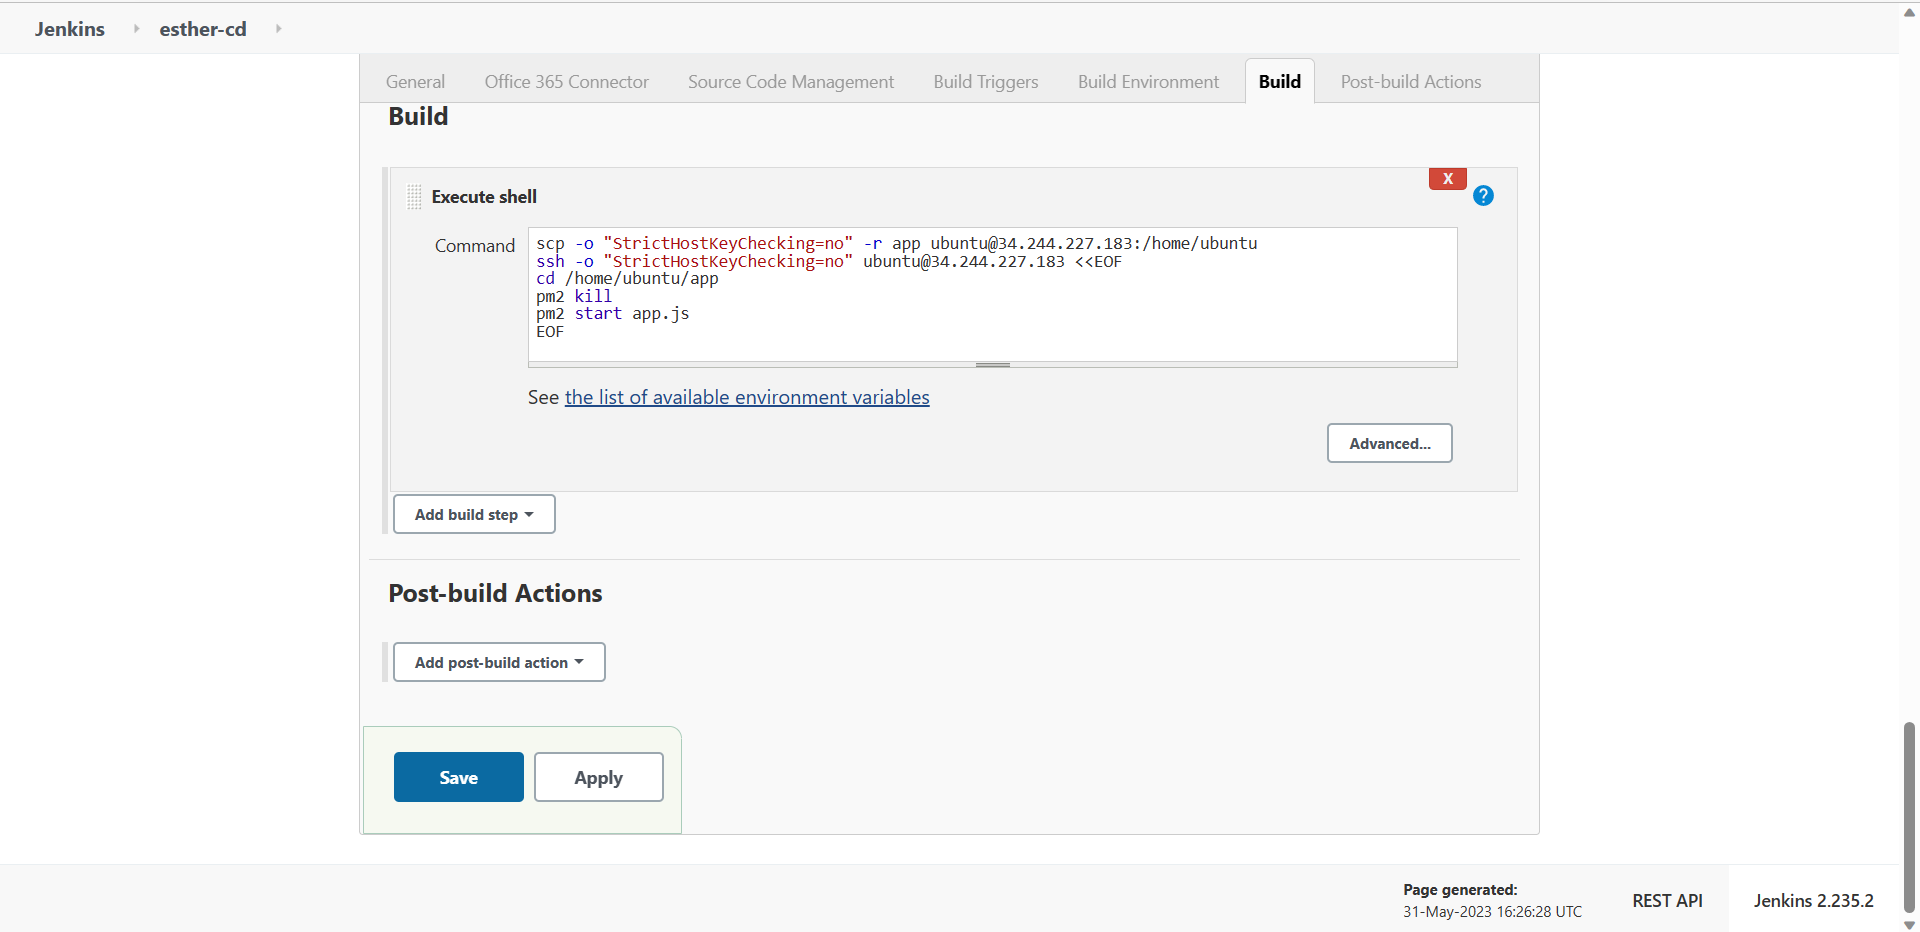 Jenkins esther-cd
General Office 365 Connector Source Code Management Build Triggers Build Environment Build Post-build Actions
Build
X
Execute shell
?
Command
scp -o "StrictHostKeyChecking=no" -r app ubuntu@34.244.227.183:/home/ubuntu
ssh -o "StrictHostKeyChecking=no" ubuntu@34.244.227.183 <<EOF
cd /home/ubuntu/app
pm2 kill
pm2 start app.js
EOF
See the list of available environment variables
Advanced...
Add build step
Post-build Actions
Add post-build action
Save Apply
Page generated:
31-May-2023 16:26:28 UTC
REST API
Jenkins 2.235.2